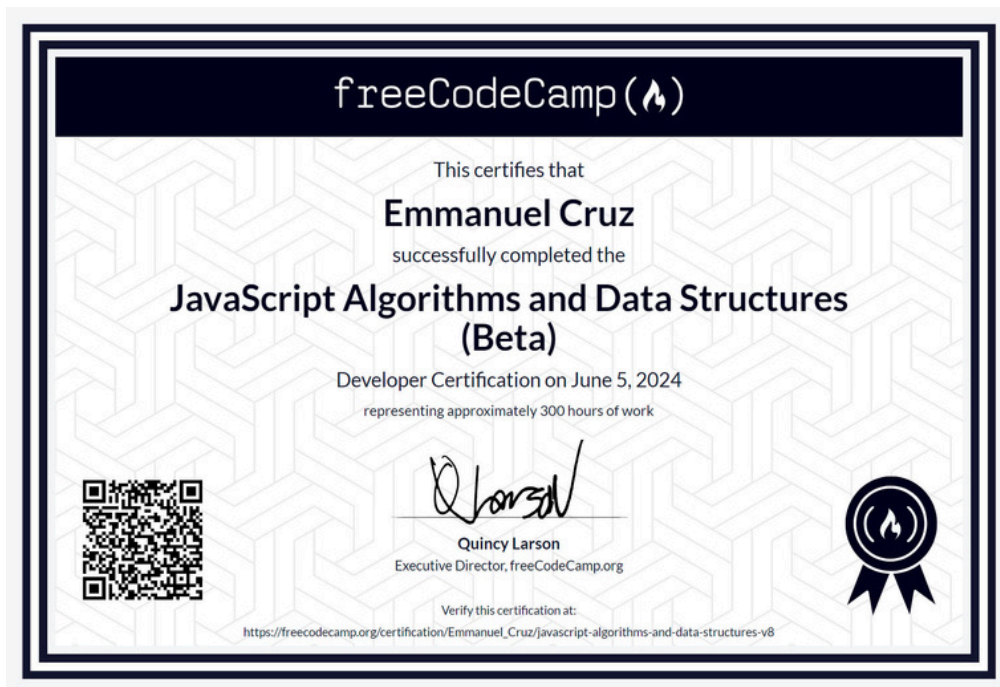 freeCodeCamp(🔥)
This certifies that
Emmanuel Cruz
successfully completed the
JavaScript Algorithms and Data Structures
(Beta)
Developer Certification on June 5, 2024
representing approximately 300 hours of work
Quincy Larson
Executive Director, freeCodeCamp.org
Verify this certification at:
https://freecodecamp.org/certification/Emmanuel_Cruz/javascript-algorithms-and-data-structures-v8